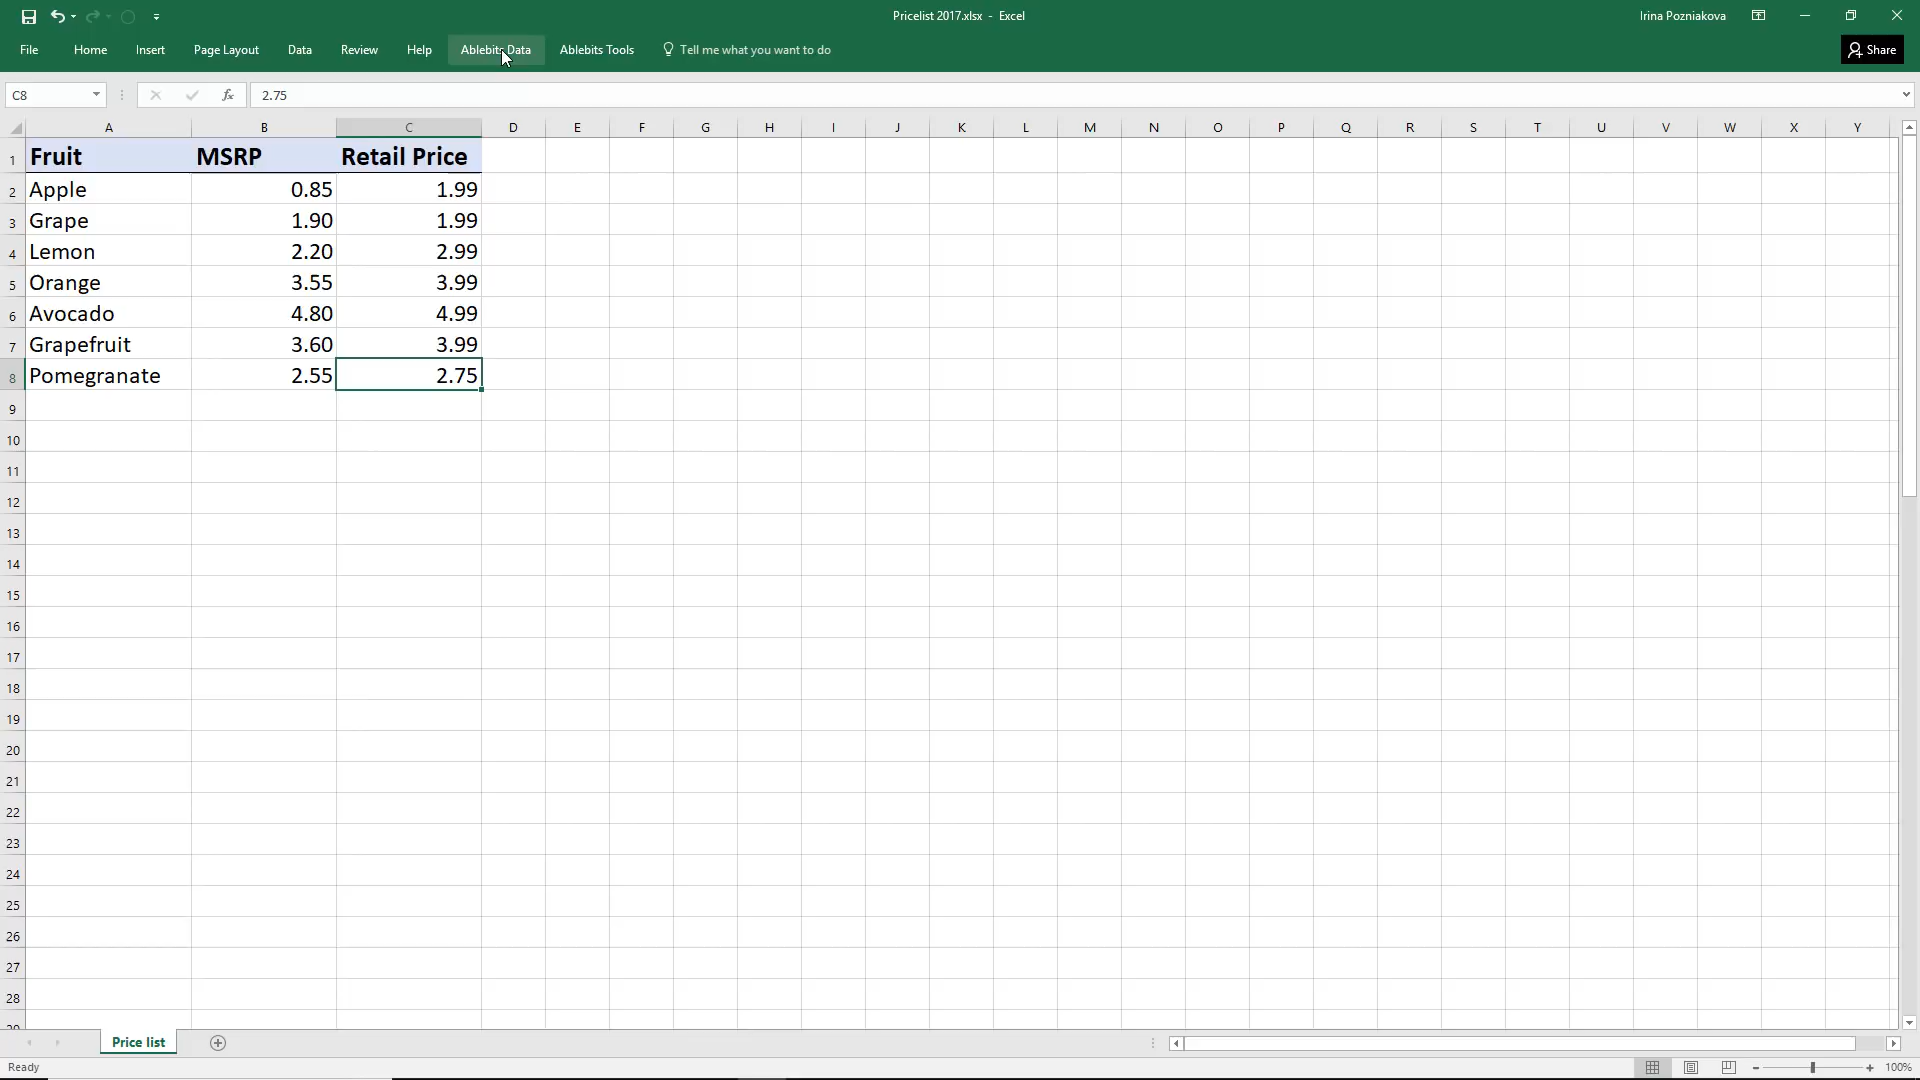 Pricelist 2017.xlsx - Excel
Irina Pozniakova
File Home Insert Page Layout Data Review Help Ablebits Data Ablebits Tools Tell me what you want to do Share
C8 fx 2.75
A B C D E F G H I J K L M N O P Q R S T U V W X Y
1 Fruit MSRP Retail Price
2 Apple 0.85 1.99
3 Grape 1.90 1.99
4 Lemon 2.20 2.99
5 Orange 3.55 3.99
6 Avocado 4.80 4.99
7 Grapefruit 3.60 3.99
8 Pomegranate 2.55 2.75
9
10
11
12
13
14
15
16
17
18
19
20
21
22
23
24
25
26
27
28
29
Price list
Ready 100%